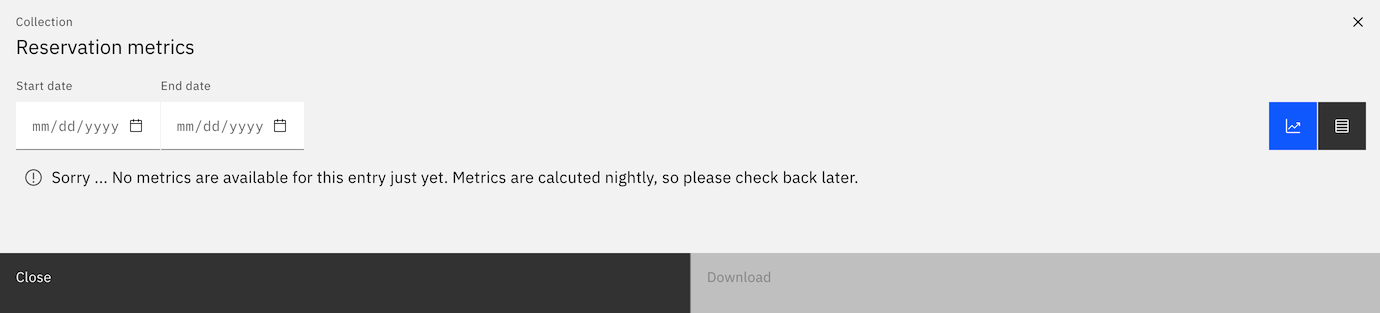 Collection
Reservation metrics
Start date End date
mm/dd/yyyy mm/dd/yyyy
Sorry ... No metrics are available for this entry just yet. Metrics are calcuted nightly, so please check back later.
Close Download